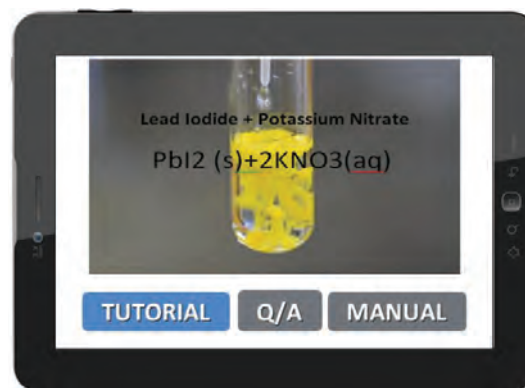 Lead Iodide + Potassium Nitrate
PbI2 (s)+2KNO3(aq)
TUTORIAL Q/A MANUAL